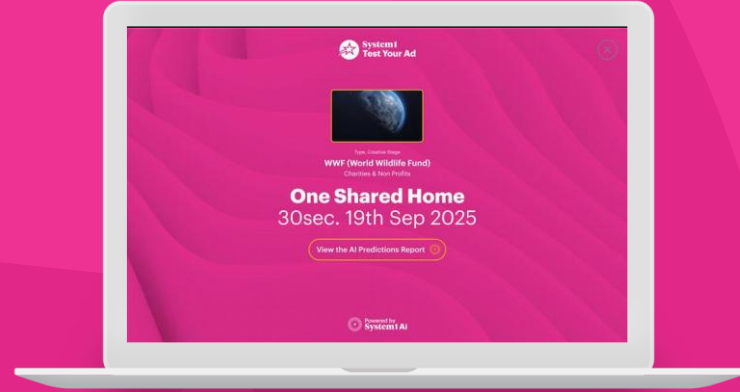 System1
Test Your Ad
Type, Creative Stage
WWF (World Wildlife Fund)
Charities & Non Profits
One Shared Home
30sec. 19th Sep 2025
View the AI Predictions Report
Powered by
System1 Ai